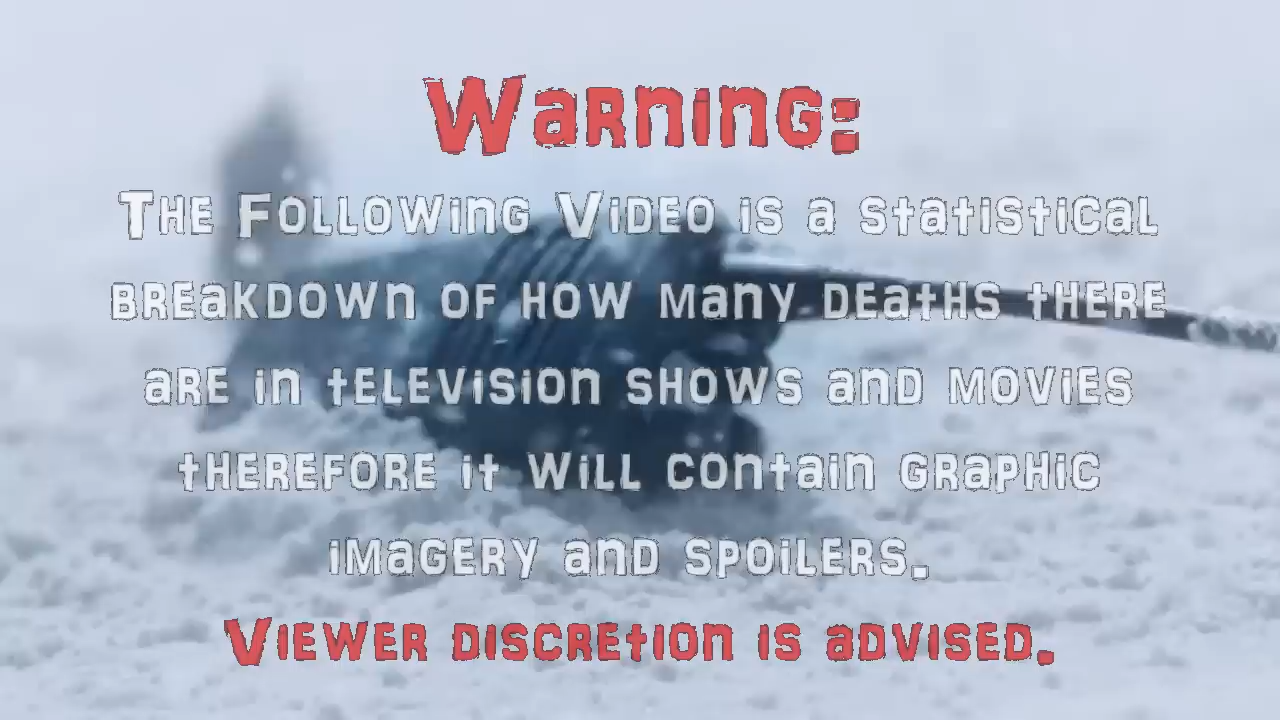 Warning:
The Following Video is a statistical
breakdown of how many deaths there
are in television shows and movies
therefore it will contain graphic
imagery and spoilers.
Viewer discretion is advised.